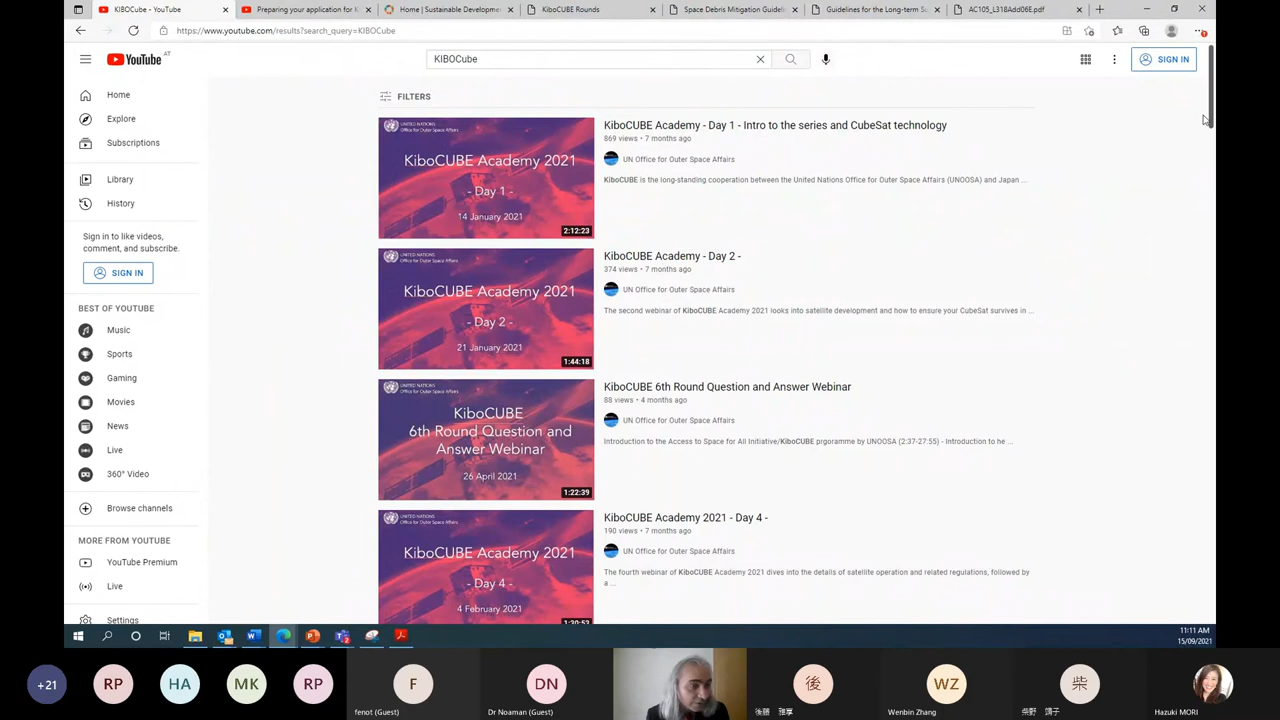 KIBOCube - YouTube
Preparing your application for K
Home | Sustainable Developme
KiboCUBE Rounds
Space Debris Mitigation Guideli
Guidelines for the Long-term Su
AC105_L318Add06E.pdf
https://www.youtube.com/results?search_query=KIBOCube
YouTube AT
KIBOCube
SIGN IN
Home
Explore
Subscriptions
Library
History
Sign in to like videos,
comment, and subscribe.
SIGN IN
BEST OF YOUTUBE
Music
Sports
Gaming
Movies
News
Live
360° Video
Browse channels
MORE FROM YOUTUBE
YouTube Premium
Live
Settings
FILTERS
UNITED NATIONS
Office for Outer Space Affairs
KiboCUBE Academy 2021
- Day 1 -
14 January 2021
2:12:23
KiboCUBE Academy - Day 1 - Intro to the series and CubeSat technology
869 views • 7 months ago
UN Office for Outer Space Affairs
KiboCUBE is the long-standing cooperation between the United Nations Office for Outer Space Affairs (UNOOSA) and Japan ...
UNITED NATIONS
Office for Outer Space Affairs
KiboCUBE Academy 2021
- Day 2 -
21 January 2021
1:44:18
KiboCUBE Academy - Day 2 -
374 views • 7 months ago
UN Office for Outer Space Affairs
The second webinar of KiboCUBE Academy 2021 looks into satellite development and how to ensure your CubeSat survives in ...
UNITED NATIONS
Office for Outer Space Affairs
KiboCUBE
6th Round Question and
Answer Webinar
26 April 2021
1:22:39
KiboCUBE 6th Round Question and Answer Webinar
88 views • 4 months ago
UN Office for Outer Space Affairs
Introduction to the Access to Space for All Initiative/KiboCUBE prgoramme by UNOOSA (2:37-27:55) - Introduction to he ...
UNITED NATIONS
Office for Outer Space Affairs
KiboCUBE Academy 2021
- Day 4 -
4 February 2021
1:30:53
KiboCUBE Academy 2021 - Day 4 -
190 views • 7 months ago
UN Office for Outer Space Affairs
The fourth webinar of KiboCUBE Academy 2021 dives into the details of satellite operation and related regulations, followed by
a ...
11:11 AM
15/09/2021
+21
RP
HA
MK
RP
F
fenot (Guest)
DN
Dr Noaman (Guest)
後
後藤 雅享
WZ
Wenbin Zhang
柴
柴野 靖子
Hazuki MORI